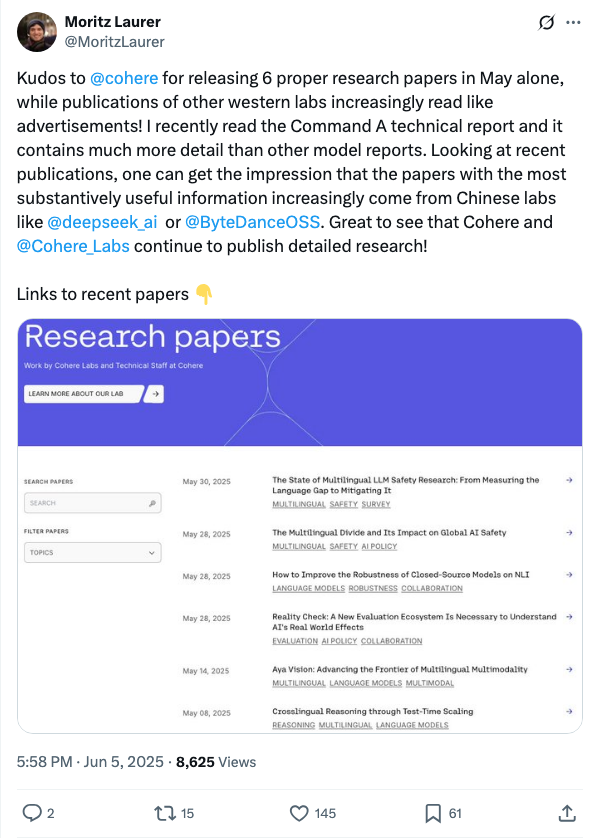 Moritz Laurer
@MoritzLaurer
Kudos to @cohere for releasing 6 proper research papers in May alone,
while publications of other western labs increasingly read like
advertisements! I recently read the Command A technical report and it
contains much more detail than other model reports. Looking at recent
publications, one can get the impression that the papers with the most
substantively useful information increasingly come from Chinese labs
like @deepseek_ai or @ByteDanceOSS. Great to see that Cohere and
@Cohere_Labs continue to publish detailed research!
Links to recent papers 👇
Research papers
Work by Cohere Labs and Technical Staff at Cohere
LEARN MORE ABOUT OUR LAB →
SEARCH PAPERS
SEARCH
FILTER PAPERS
TOPICS
May 30, 2025
The State of Multilingual LLM Safety Research: From Measuring the
Language Gap to Mitigating It
MULTILINGUAL SAFETY SURVEY
May 28, 2025
The Multilingual Divide and Its Impact on Global AI Safety
MULTILINGUAL SAFETY AI POLICY
May 28, 2025
How to Improve the Robustness of Closed-Source Models on NLI
LANGUAGE MODELS ROBUSTNESS COLLABORATION
May 28, 2025
Reality Check: A New Evaluation Ecosystem Is Necessary to Understand
AI's Real World Effects
EVALUATION AI POLICY COLLABORATION
May 14, 2025
Aya Vision: Advancing the Frontier of Multilingual Multimodality
MULTILINGUAL LANGUAGE MODELS MULTIMODAL
May 08, 2025
Crosslingual Reasoning through Test-Time Scaling
REASONING MULTILINGUAL LANGUAGE MODELS
5:58 PM · Jun 5, 2025 · 8,625 Views
2 15 145 61